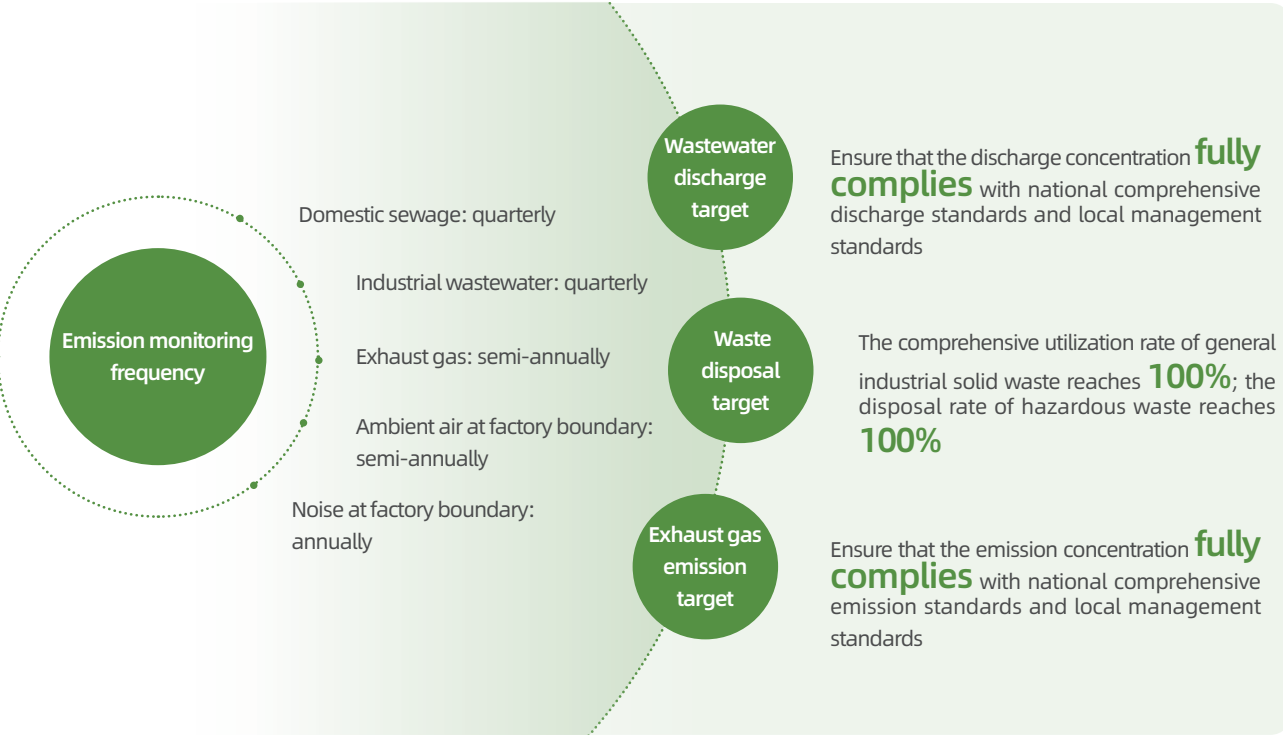 Emission monitoring
frequency
Domestic sewage: quarterly
Industrial wastewater: quarterly
Exhaust gas: semi-annually
Ambient air at factory boundary:
semi-annually
Noise at factory boundary:
annually
Wastewater
discharge
target
Ensure that the discharge concentration fully
complies with national comprehensive
discharge standards and local management
standards
Waste
disposal
target
The comprehensive utilization rate of general
industrial solid waste reaches 100%; the
disposal rate of hazardous waste reaches
100%
Exhaust gas
emission
target
Ensure that the emission concentration fully
complies with national comprehensive
emission standards and local management
standards